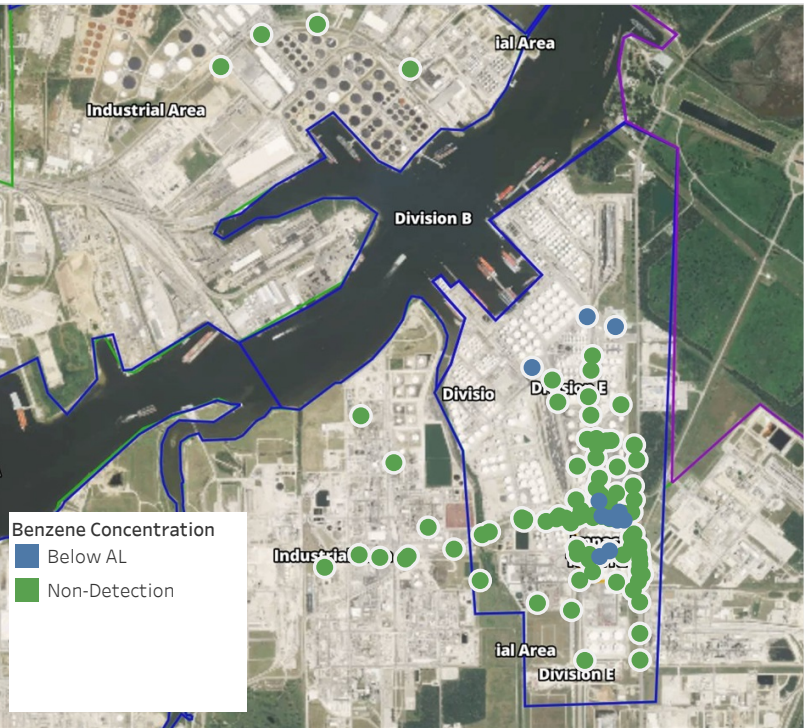 ial Area
Industrial Area
Division B
Division E
Divisio
Benzene Concentration
Below AL
Non-Detection
Industrial
ial Area
Division E